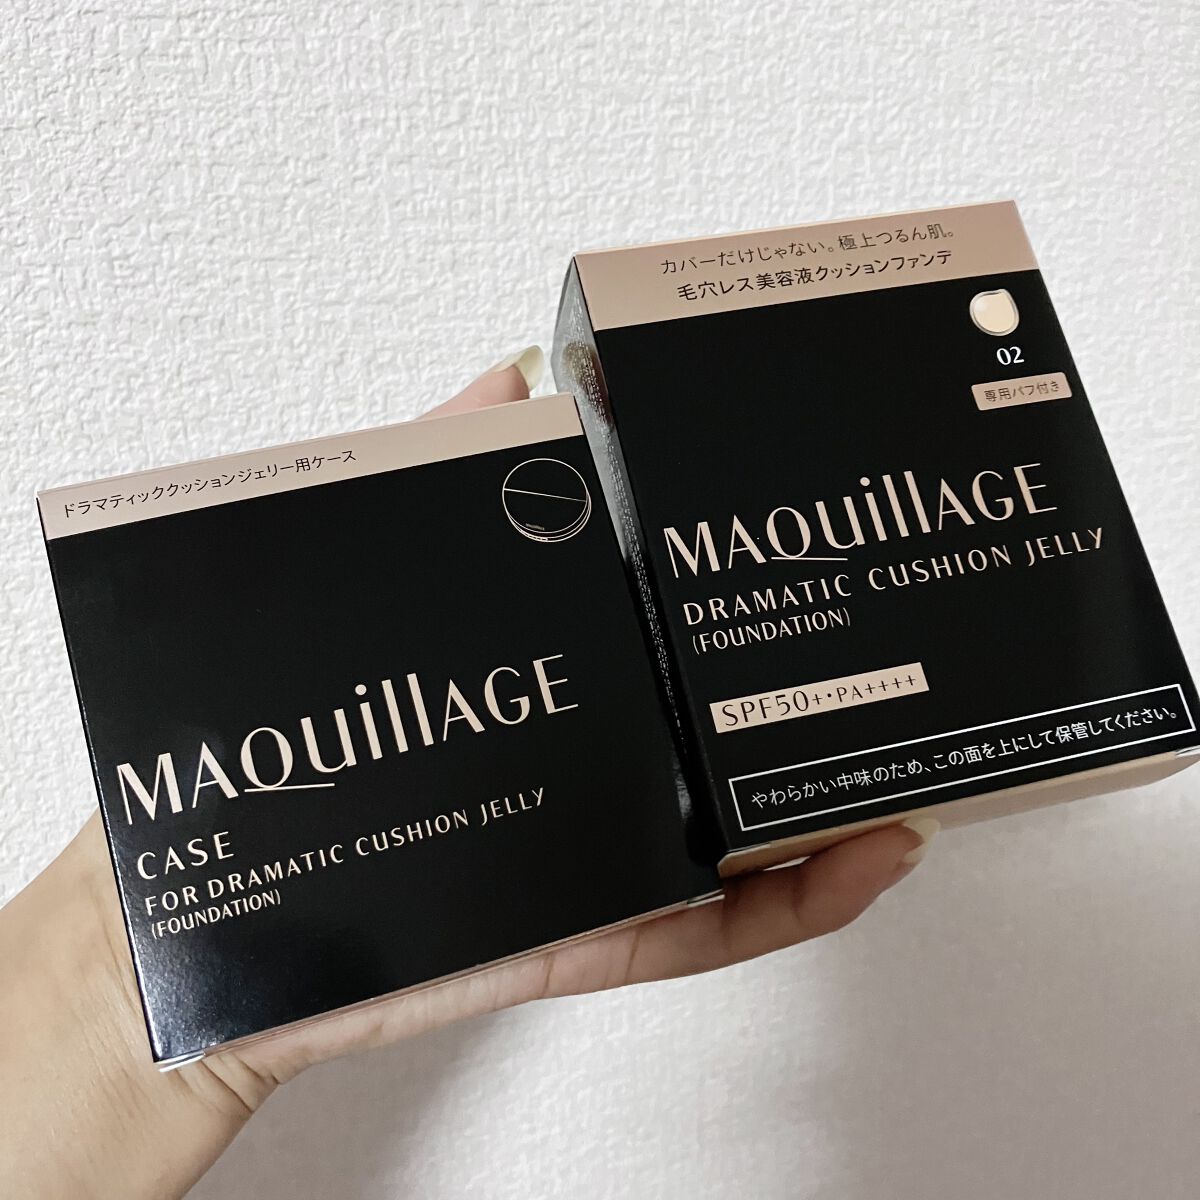 ドラマティッククッションジェリー用ケース
MAQuillAGE
CASE
FOR DRAMATIC CUSHION JELLY
(FOUNDATION)
カバーだけじゃない。極上つるん肌。
毛穴レス美容液クッションファンデ
02
専用パフ付き
MAQuillAGE
DRAMATIC CUSHION JELLY
(FOUNDATION)
SPF50+・PA++++
やわらかい中味のため、この面を上にして保管してください。